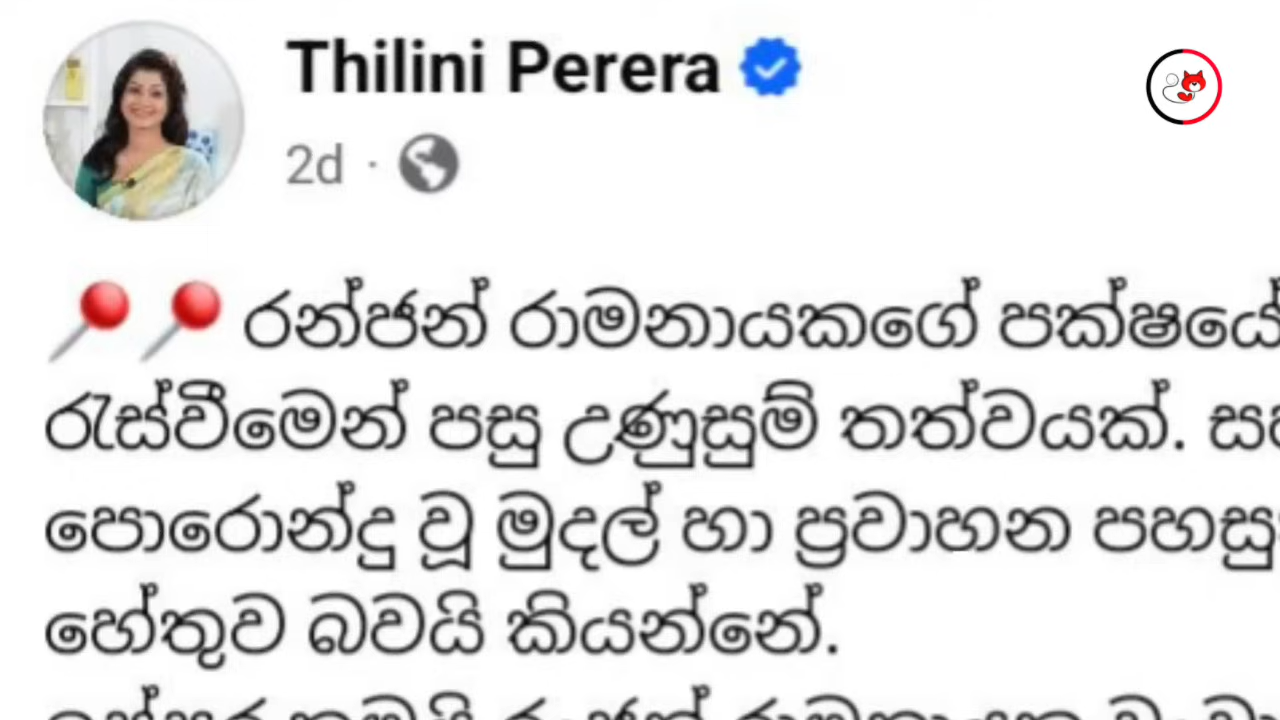 Thilini Perera
2d ·
📍📍 රන්ජන් රාමනායකගේ පක්ෂයේ
රැස්වීමෙන් පසු උණුසුම් තත්වයක්.
පොරොන්දු වූ මුදල් හා ප්‍රවාහන
හේතුව බවයි කියන්නේ.